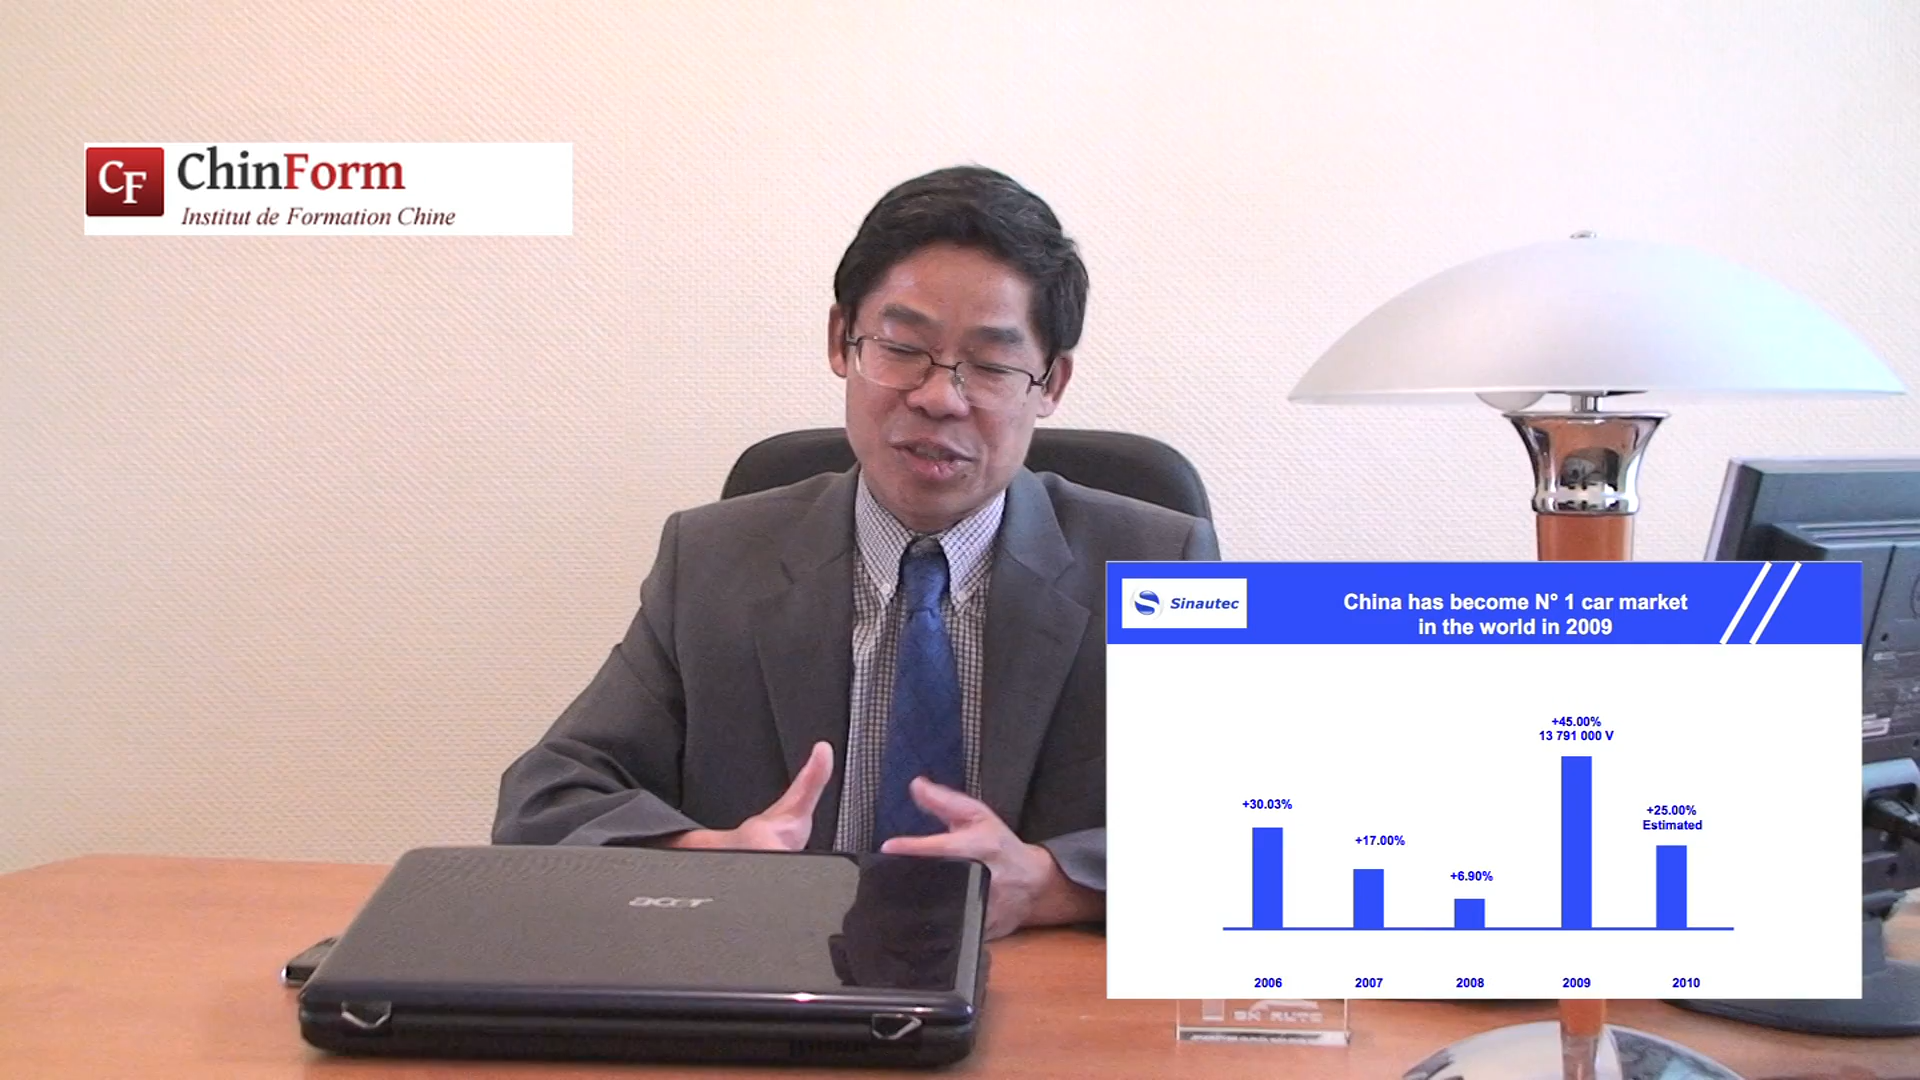 CF
ChinForm
Institut de Formation Chine
acer
Sinautec
China has become N° 1 car market
in the world in 2009
+45.00%
13 791 000 V
+30.03%
+25.00%
Estimated
+17.00%
+6.90%
2006
2007
2008
2009
2010